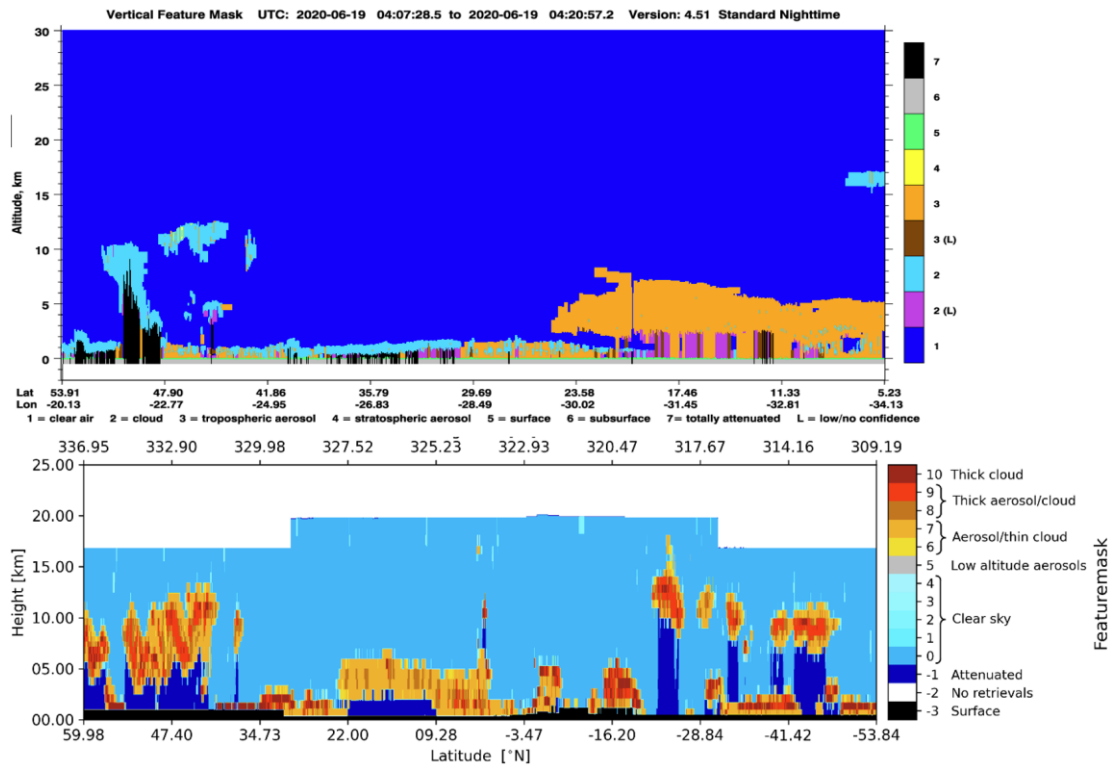 Vertical Feature Mask UTC: 2020-06-19 04:07:28.5 to 2020-06-19 04:20:57.2 Version: 4.51 Standard Nighttime
30
25
20
15
10
5
0
Altitude, km
7
6
5
4
3
3 (L)
2
2 (L)
1
Lat 53.91 47.90 41.86 35.79 29.69 23.58 17.46 11.33 5.23
Lon -20.13 -22.77 -24.95 -26.83 -28.49 -30.02 -31.45 -32.81 -34.13
1 = clear air 2 = cloud 3 = tropospheric aerosol 4 = stratospheric aerosol 5 = surface 6 = subsurface 7= totally attenuated L = low/no confidence
336.95 332.90 329.98 327.52 325.23 322.93 320.47 317.67 314.16 309.19
25.00
20.00
15.00
10.00
05.00
00.00
Height [km]
59.98 47.40 34.73 22.00 09.28 -3.47 -16.20 -28.84 -41.42 -53.84
Latitude [°N]
10 Thick cloud
9
Thick aerosol/cloud
8
7
Aerosol/thin cloud
6
5 Low altitude aerosols
4
3
2 Clear sky
1
0
-1 Attenuated
-2 No retrievals
-3 Surface
Featuremask